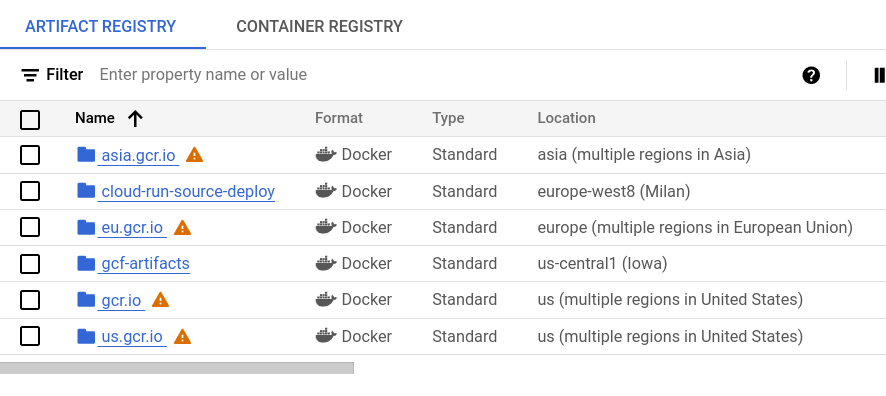 ARTIFACT REGISTRY CONTAINER REGISTRY
Filter Enter property name or value
Name Format Type Location
asia.gcr.io Docker Standard asia (multiple regions in Asia)
cloud-run-source-deploy Docker Standard europe-west8 (Milan)
eu.gcr.io Docker Standard europe (multiple regions in European Union)
gcf-artifacts Docker Standard us-central1 (Iowa)
gcr.io Docker Standard us (multiple regions in United States)
us.gcr.io Docker Standard us (multiple regions in United States)